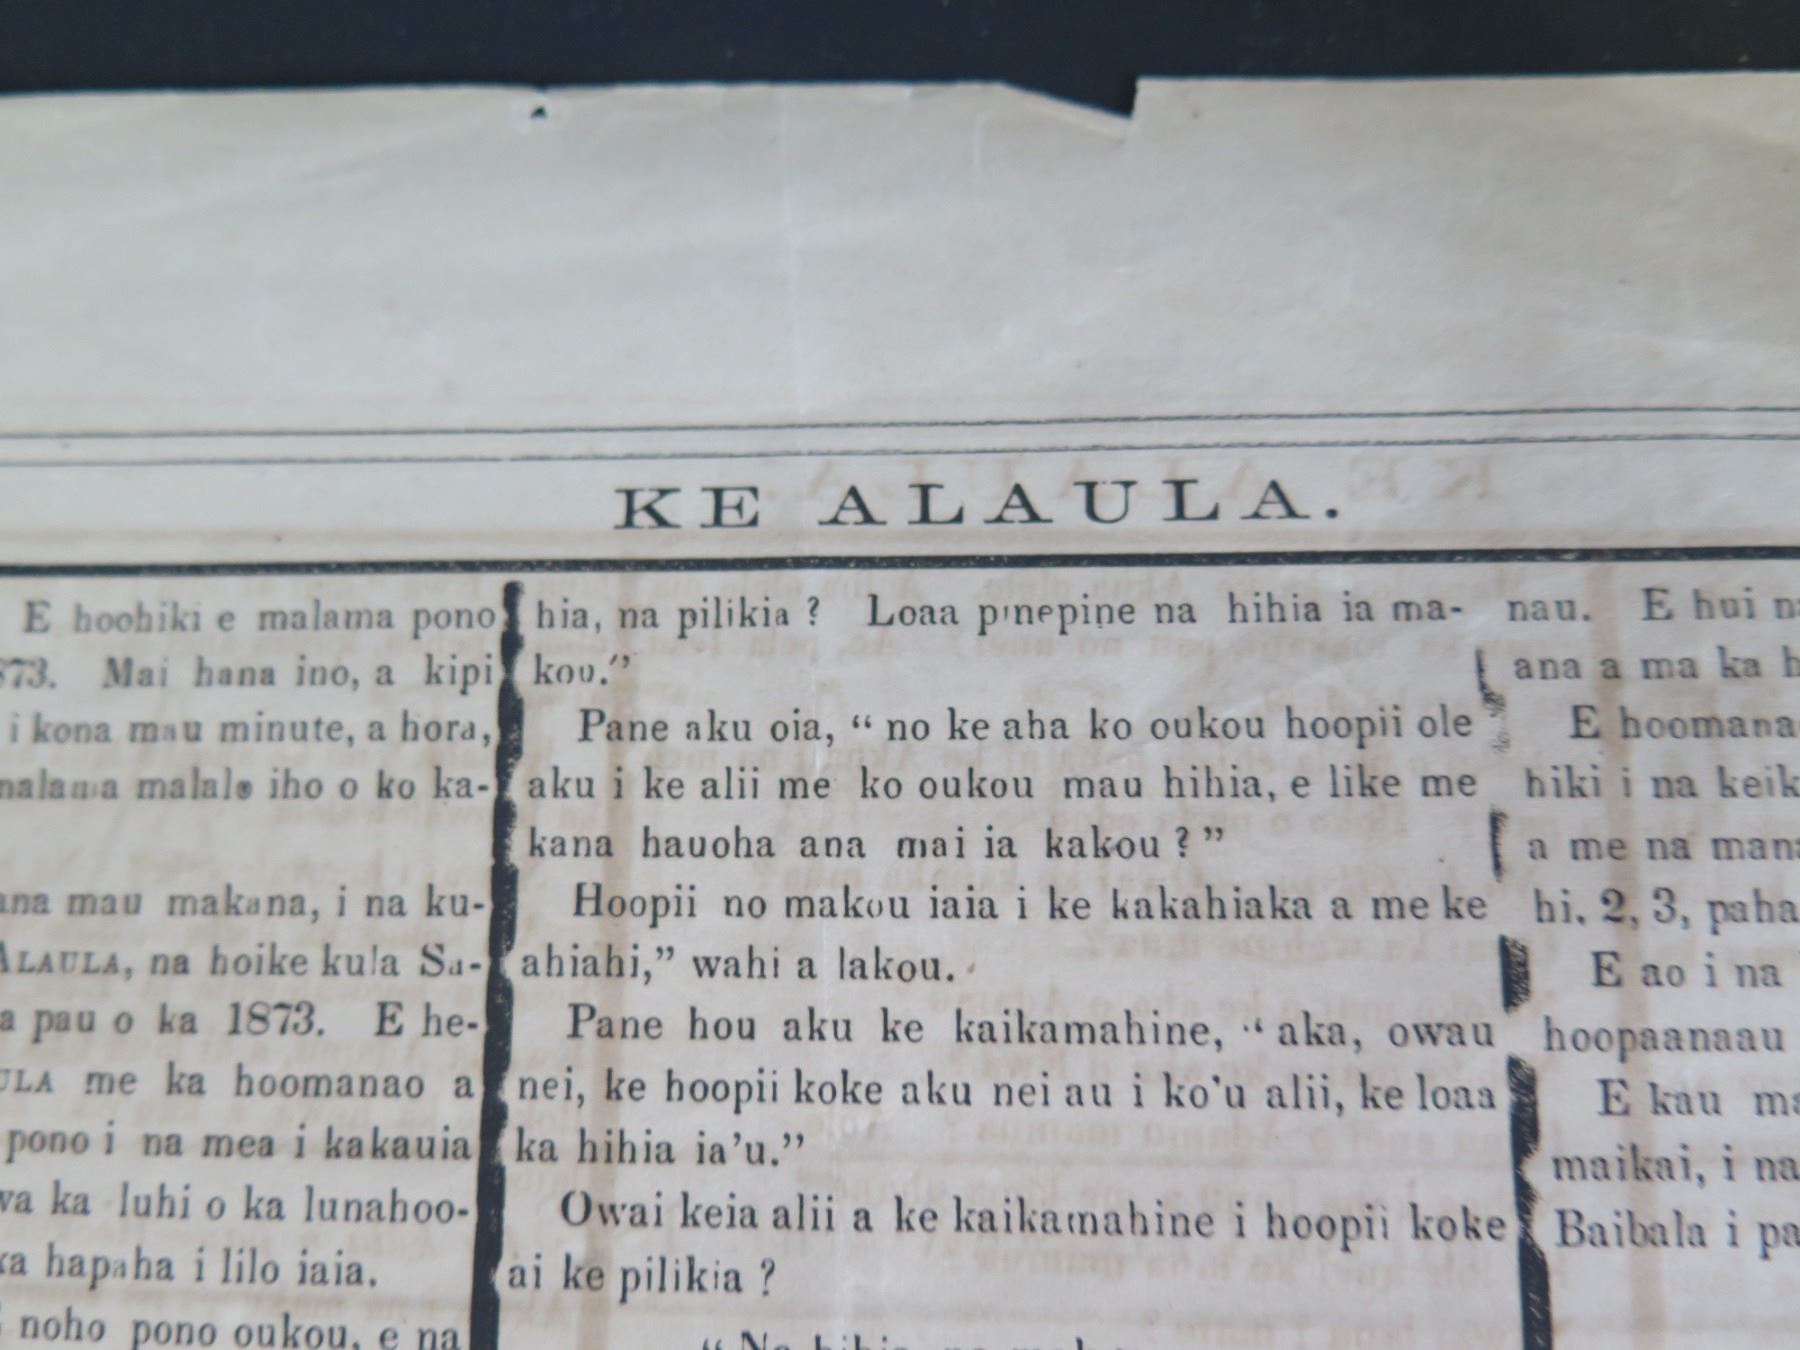 KE ALAULA.
E hoohiki e malama pono
873. Mai hana ino, a kipi
i kona mau minute, a hora,
malama malalo iho o ko ka-
ana mau makana, i na ku-
ALAULA, na hoike kula Sa-
a pau o ka 1873. E he-
ULA me ka hoomanao a
pono i na mea i kakauia
wa ka luhi o ka lunahoo-
ka hapaha i lilo iaia.
noho pono oukou, e na
hia, na pilikia? Loaa pinepine na hihia ia ma-
kou."
Pane aku oia, "no ke aha ko oukou hoopii ole
aku i ke alii me ko oukou mau hihia, e like me
kana hauoha ana mai ia kakou?"
Hoopii no makou iaia i ke kakahiaka a me ke
ahiahi," wahi a lakou.
Pane hou aku ke kaikamahine, "aka, owau
nei, ke hoopii koke aku nei au i ko'u alii, ke loaa
ka hihia ia'u."
Owai keia alii a ke kaikamahine i hoopii koke
ai ke pilikia?
nau. E hui na
ana a ma ka h
E hoomanao
hiki i na keik
a me na mana
hi. 2, 3, paha
E ao i na
hoopaanaau
E kau ma
maikai, i na
Baibala i pa